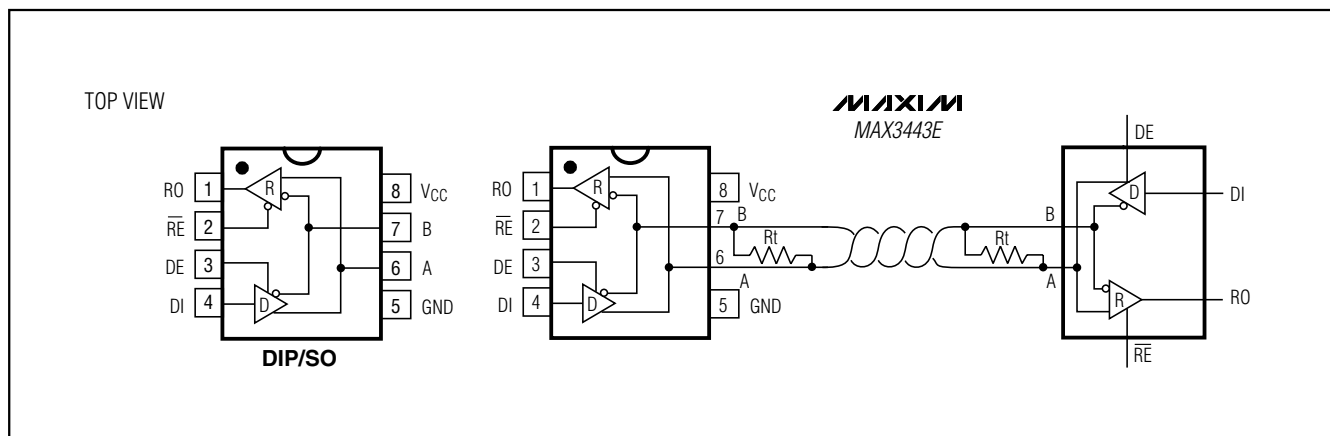 TOP VIEW
MAXIM
MAX3443E
RO 1
R
8 VCC
RE 2
7 B
DE 3
6 A
DI 4
D
5 GND
DIP/SO
RO 1
R
8 VCC
RE 2
7 B
Rt
DE 3
6 A
DI 4
D
5 GND
DE
D
DI
B
Rt
A
R
RO
RE